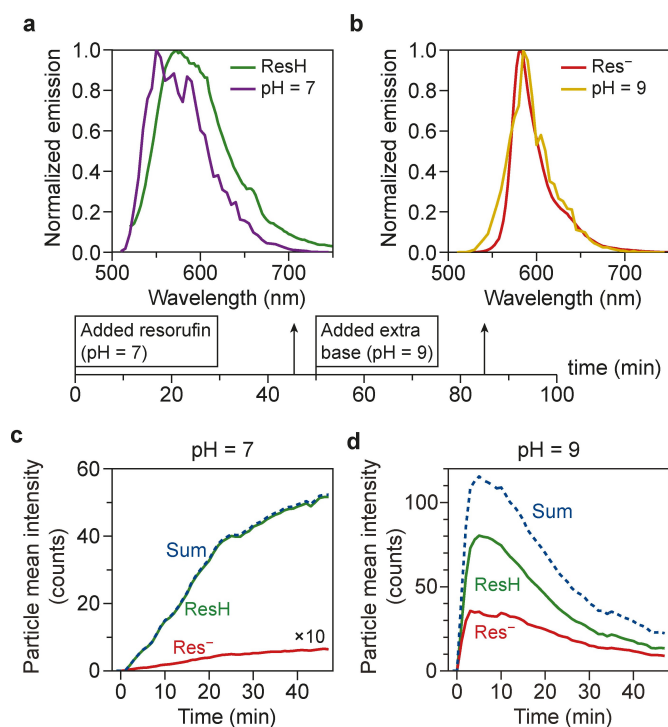 a
b
Normalized emission
1.0
0.8
0.6
0.4
0.2
0.0
500
600
700
Wavelength (nm)
ResH
pH = 7
Normalized emission
1.0
0.8
0.6
0.4
0.2
0.0
500
600
700
Wavelength (nm)
Res⁻
pH = 9
Added resorufin
(pH = 7)
Added extra
base (pH = 9)
time (min)
0
20
40
60
80
100
c
pH = 7
Particle mean intensity
(counts)
60
40
20
0
Sum
ResH
Res⁻
×10
0
10
20
30
40
Time (min)
d
pH = 9
Particle mean intensity
(counts)
100
50
0
Sum
ResH
Res⁻
0
10
20
30
40
Time (min)